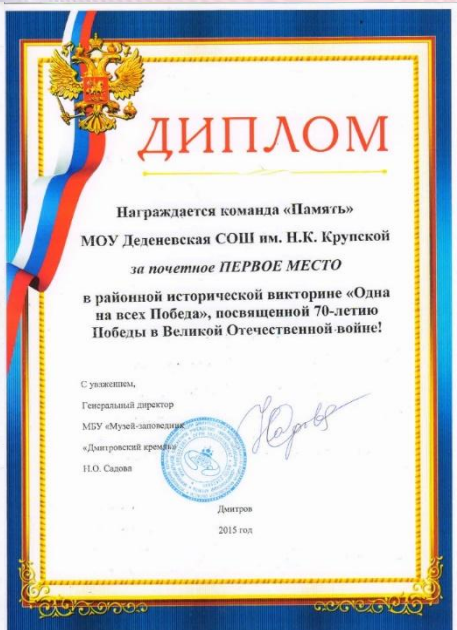 ДИПЛОМ
Награждается команда «Память»
МОУ Деденевская СОШ им. Н.К. Крупской
за почетное ПЕРВОЕ МЕСТО
в районной исторической викторине «Одна
на всех Победа», посвященной 70-летию
Победы в Великой Отечественной войне!
С уважением,
Генеральный директор
МБУ «Музей-заповедник
«Дмитровский кремль»
Н.О. Садова
Дмитров
2015 год